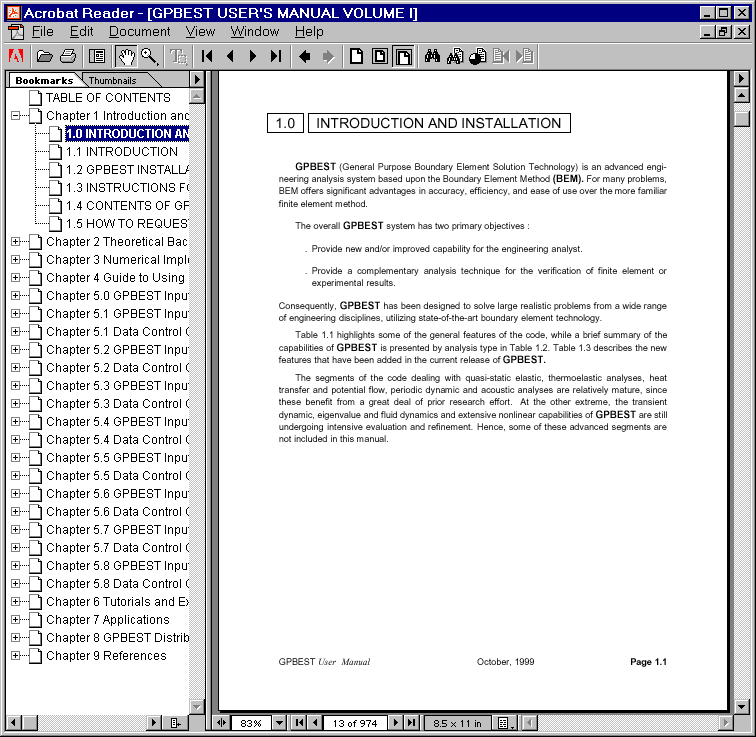 Acrobat Reader - [GPBEST USER'S MANUAL VOLUME I]
File Edit Document View Window Help
Bookmarks Thumbnails
TABLE OF CONTENTS
Chapter 1 Introduction and
1.0 INTRODUCTION AN
1.1 INTRODUCTION
1.2 GPBEST INSTALLA
1.3 INSTRUCTIONS FO
1.4 CONTENTS OF GP
1.5 HOW TO REQUES
Chapter 2 Theoretical Bac
Chapter 3 Numerical Imple
Chapter 4 Guide to Using
Chapter 5.0 GPBEST Inpu
Chapter 5.1 GPBEST Inpu
Chapter 5.1 Data Control C
Chapter 5.2 GPBEST Inpu
Chapter 5.2 Data Control C
Chapter 5.3 GPBEST Inpu
Chapter 5.3 Data Control C
Chapter 5.4 GPBEST Inpu
Chapter 5.4 Data Control C
Chapter 5.5 GPBEST Inpu
Chapter 5.5 Data Control C
Chapter 5.6 GPBEST Inpu
Chapter 5.6 Data Control C
Chapter 5.7 GPBEST Inpu
Chapter 5.7 Data Control C
Chapter 5.8 GPBEST Inpu
Chapter 5.8 Data Control C
Chapter 6 Tutorials and Ex
Chapter 7 Applications
Chapter 8 GPBEST Distrib
Chapter 9 References
1.0 INTRODUCTION AND INSTALLATION
GPBEST (General Purpose Boundary Element Solution Technology) is an advanced engi-
neering analysis system based upon the Boundary Element Method (BEM). For many problems,
BEM offers significant advantages in accuracy, efficiency, and ease of use over the more familiar
finite element method.
The overall GPBEST system has two primary objectives :
. Provide new and/or improved capability for the engineering analyst.
. Provide a complementary analysis technique for the verification of finite element or
experimental results.
Consequently, GPBEST has been designed to solve large realistic problems from a wide range
of engineering disciplines, utilizing state-of-the-art boundary element technology.
Table 1.1 highlights some of the general features of the code, while a brief summary of the
capabilities of GPBEST is presented by analysis type in Table 1.2. Table 1.3 describes the new
features that have been added in the current release of GPBEST.
The segments of the code dealing with quasi-static elastic, thermoelastic analyses, heat
transfer and potential flow, periodic dynamic and acoustic analyses are relatively mature, since
these benefit from a great deal of prior research effort. At the other extreme, the transient
dynamic, eigenvalue and fluid dynamics and extensive nonlinear capabilities of GPBEST are still
undergoing intensive evaluation and refinement. Hence, some of these advanced segments are
not included in this manual.
GPBEST User Manual October, 1999 Page 1.1
83% 13 of 974 8.5 x 11 in